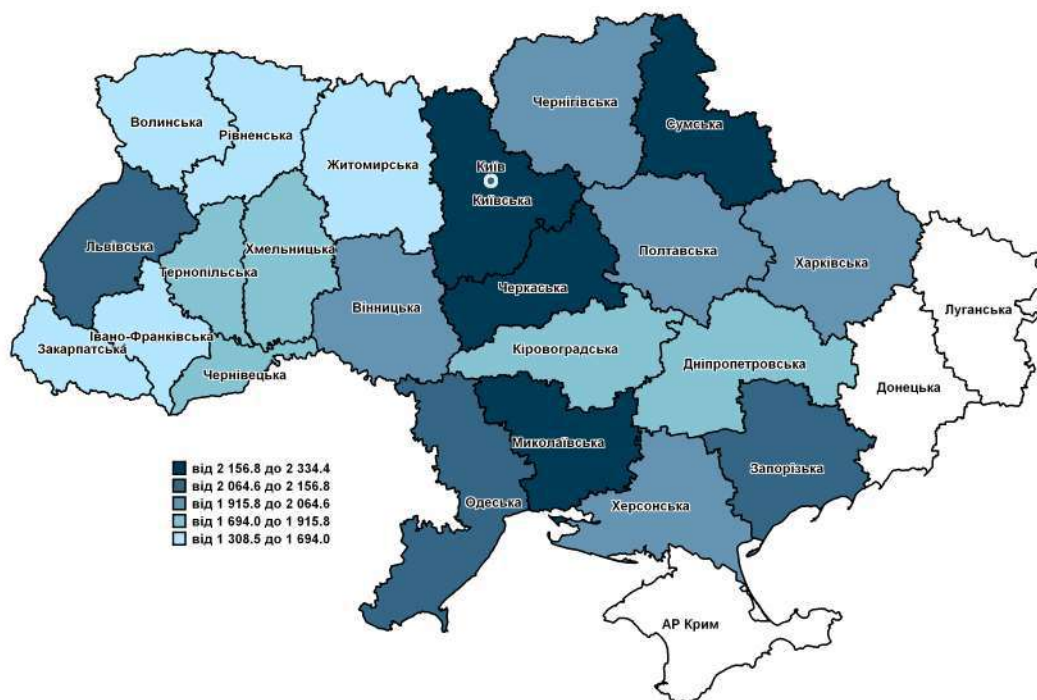 Чернігівська
Сумська
Волинська
Рівненська
Житомирська
Київ
Київська
Львівська
Хмельницька
Тернопільська
Полтавська
Харківська
Черкаська
Вінницька
Луганська
Івано-Франківська
Закарпатська
Кіровоградська
Дніпропетровська
Чернівецька
Донецька
Миколаївська
Запорізька
Одеська
Херсонська
АР Крим
від 2 156.8 до 2 334.4
від 2 064.6 до 2 156.8
від 1 915.8 до 2 064.6
від 1 694.0 до 1 915.8
від 1 308.5 до 1 694.0